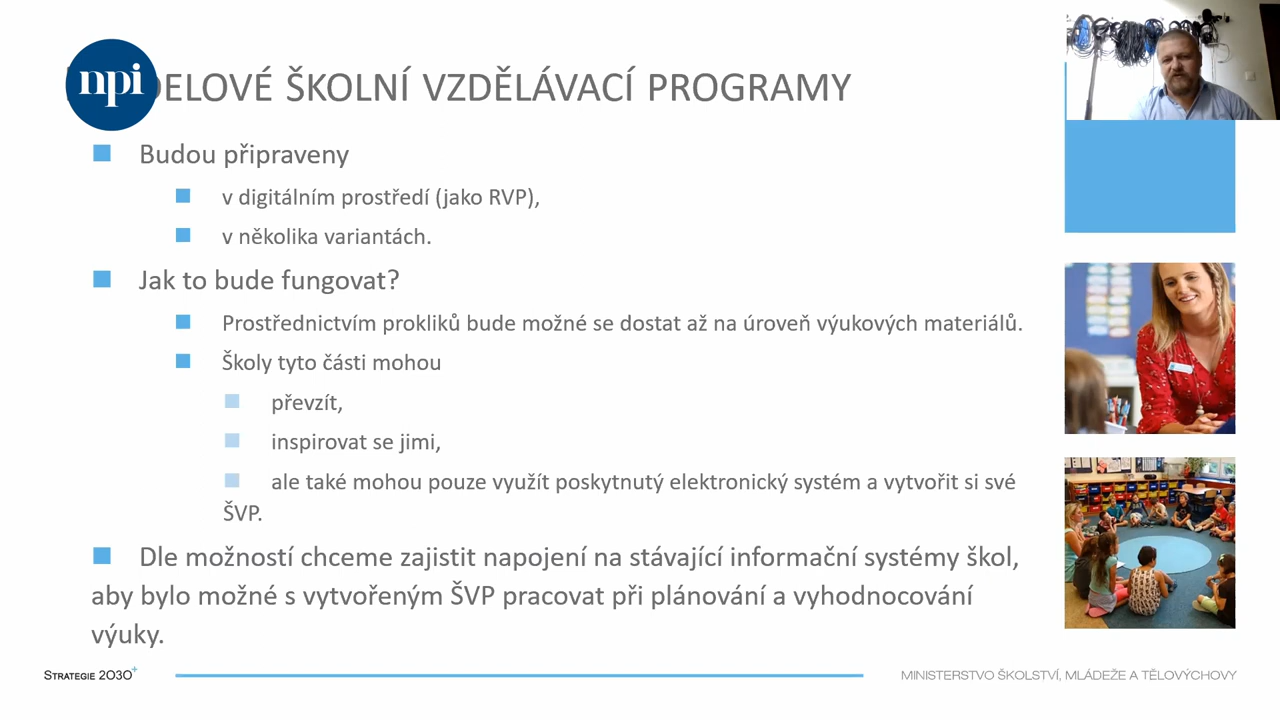 npi
ELOVÉ ŠKOLNÍ VZDĚLÁVACÍ PROGRAMY
Budou připraveny
v digitálním prostředí (jako RVP),
v několika variantách.
Jak to bude fungovat?
Prostřednictvím prokliků bude možné se dostat až na úroveň výukových materiálů.
Školy tyto části mohou
převzít,
inspirovat se jimi,
ale také mohou pouze využít poskytnutý elektronický systém a vytvořit si své
ŠVP.
Dle možností chceme zajistit napojení na stávající informační systémy škol,
aby bylo možné s vytvořeným ŠVP pracovat při plánování a vyhodnocování
výuky.
STRATEGIE 2030+
MINISTERSTVO ŠKOLSTVÍ, MLÁDEŽE A TĚLOVÝCHOVY